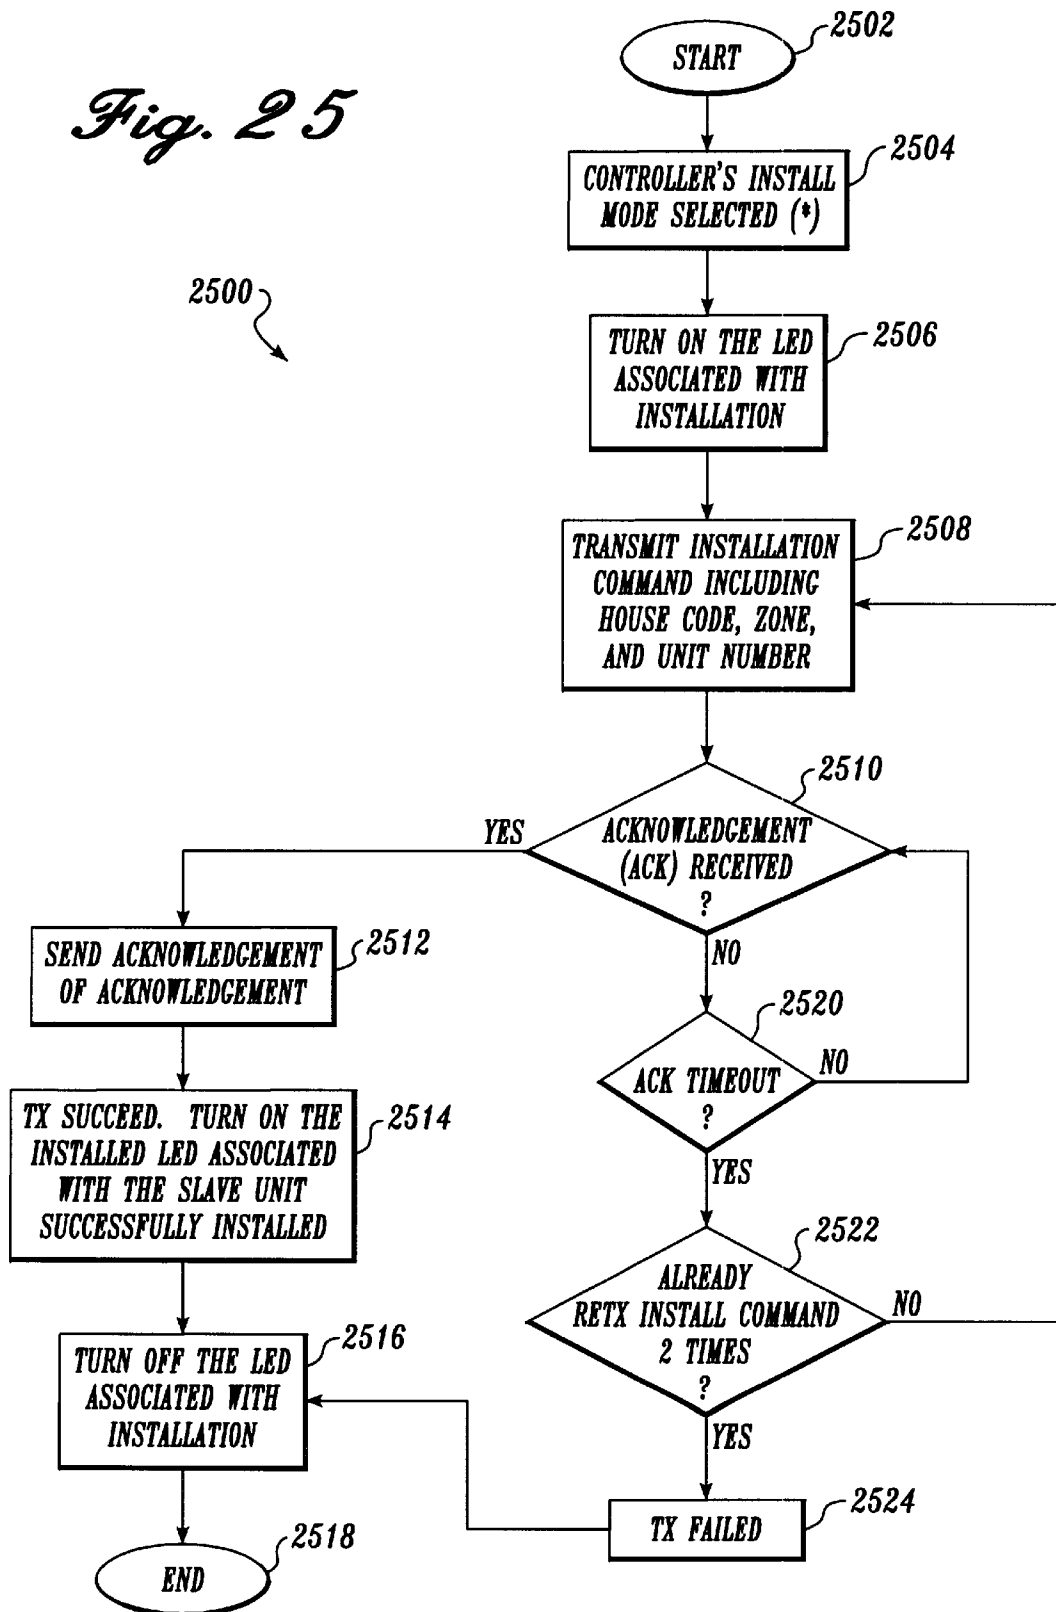 Fig. 25
2500
2502
START
2504
CONTROLLER'S INSTALL
MODE SELECTED (*)
2506
TURN ON THE LED
ASSOCIATED WITH
INSTALLATION
2508
TRANSMIT INSTALLATION
COMMAND INCLUDING
HOUSE CODE, ZONE,
AND UNIT NUMBER
2510
ACKNOWLEDGEMENT
(ACK) RECEIVED
?
YES
NO
2512
SEND ACKNOWLEDGEMENT
OF ACKNOWLEDGEMENT
2514
TX SUCCEED. TURN ON THE
INSTALLED LED ASSOCIATED
WITH THE SLAVE UNIT
SUCCESSFULLY INSTALLED
2516
TURN OFF THE LED
ASSOCIATED WITH
INSTALLATION
2518
END
2520
ACK TIMEOUT
?
NO
YES
2522
ALREADY
RETX INSTALL COMMAND
2 TIMES
?
NO
YES
2524
TX FAILED